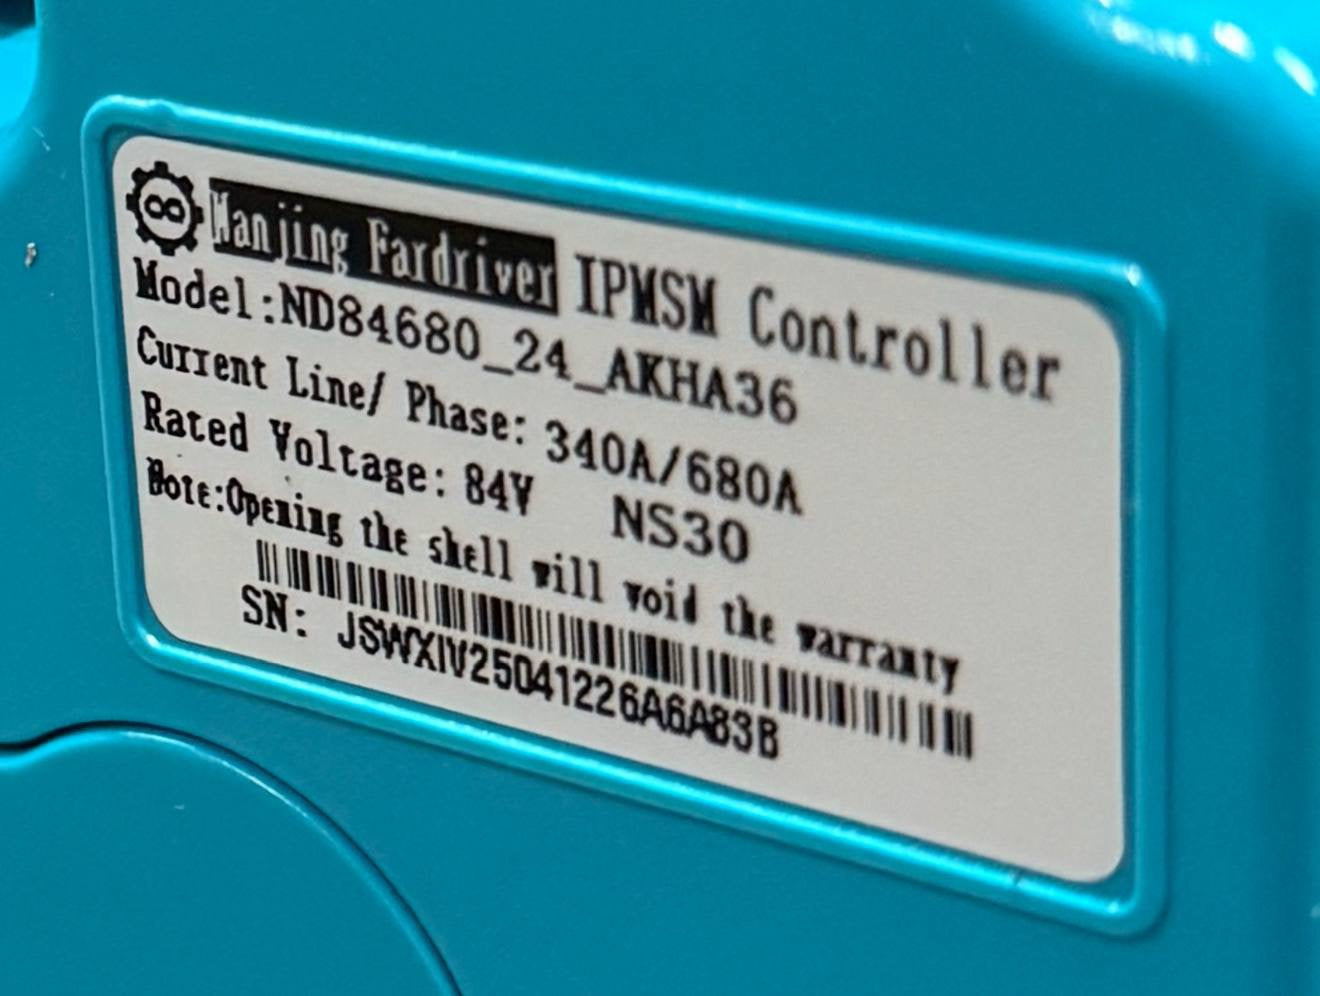 Nanjing Fardriver IPMSM Controller
Model:ND84680_24_AKHA36
Current Line/ Phase: 340A/680A
Rated Voltage: 84V NS30
Note:Opening the shell will void the warranty
SN: JSWXIV25041226A6A83B